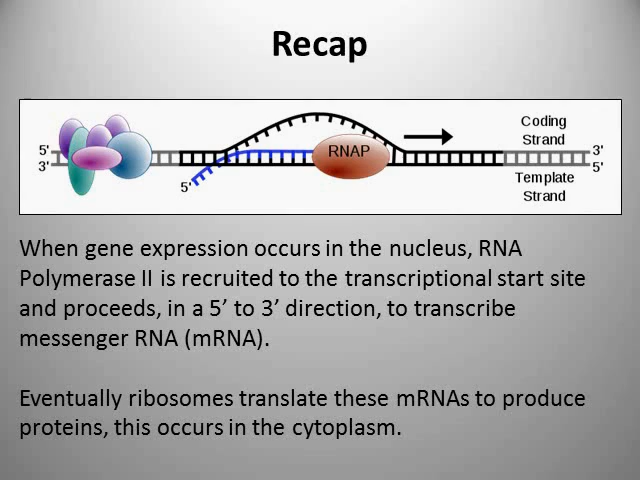 Recap
Coding
Strand
RNAP
5'
3'
3'
5'
5'
Template
Strand
When gene expression occurs in the nucleus, RNA
Polymerase II is recruited to the transcriptional start site
and proceeds, in a 5’ to 3’ direction, to transcribe
messenger RNA (mRNA).
Eventually ribosomes translate these mRNAs to produce
proteins, this occurs in the cytoplasm.